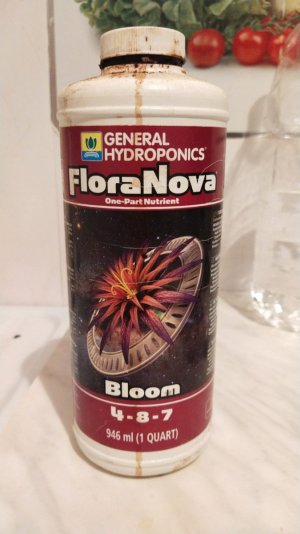 GENERAL
HYDROPONICS
FloraNova
One-Part Nutrient
Bloom
4-8-7
946 ml (1 QUART)